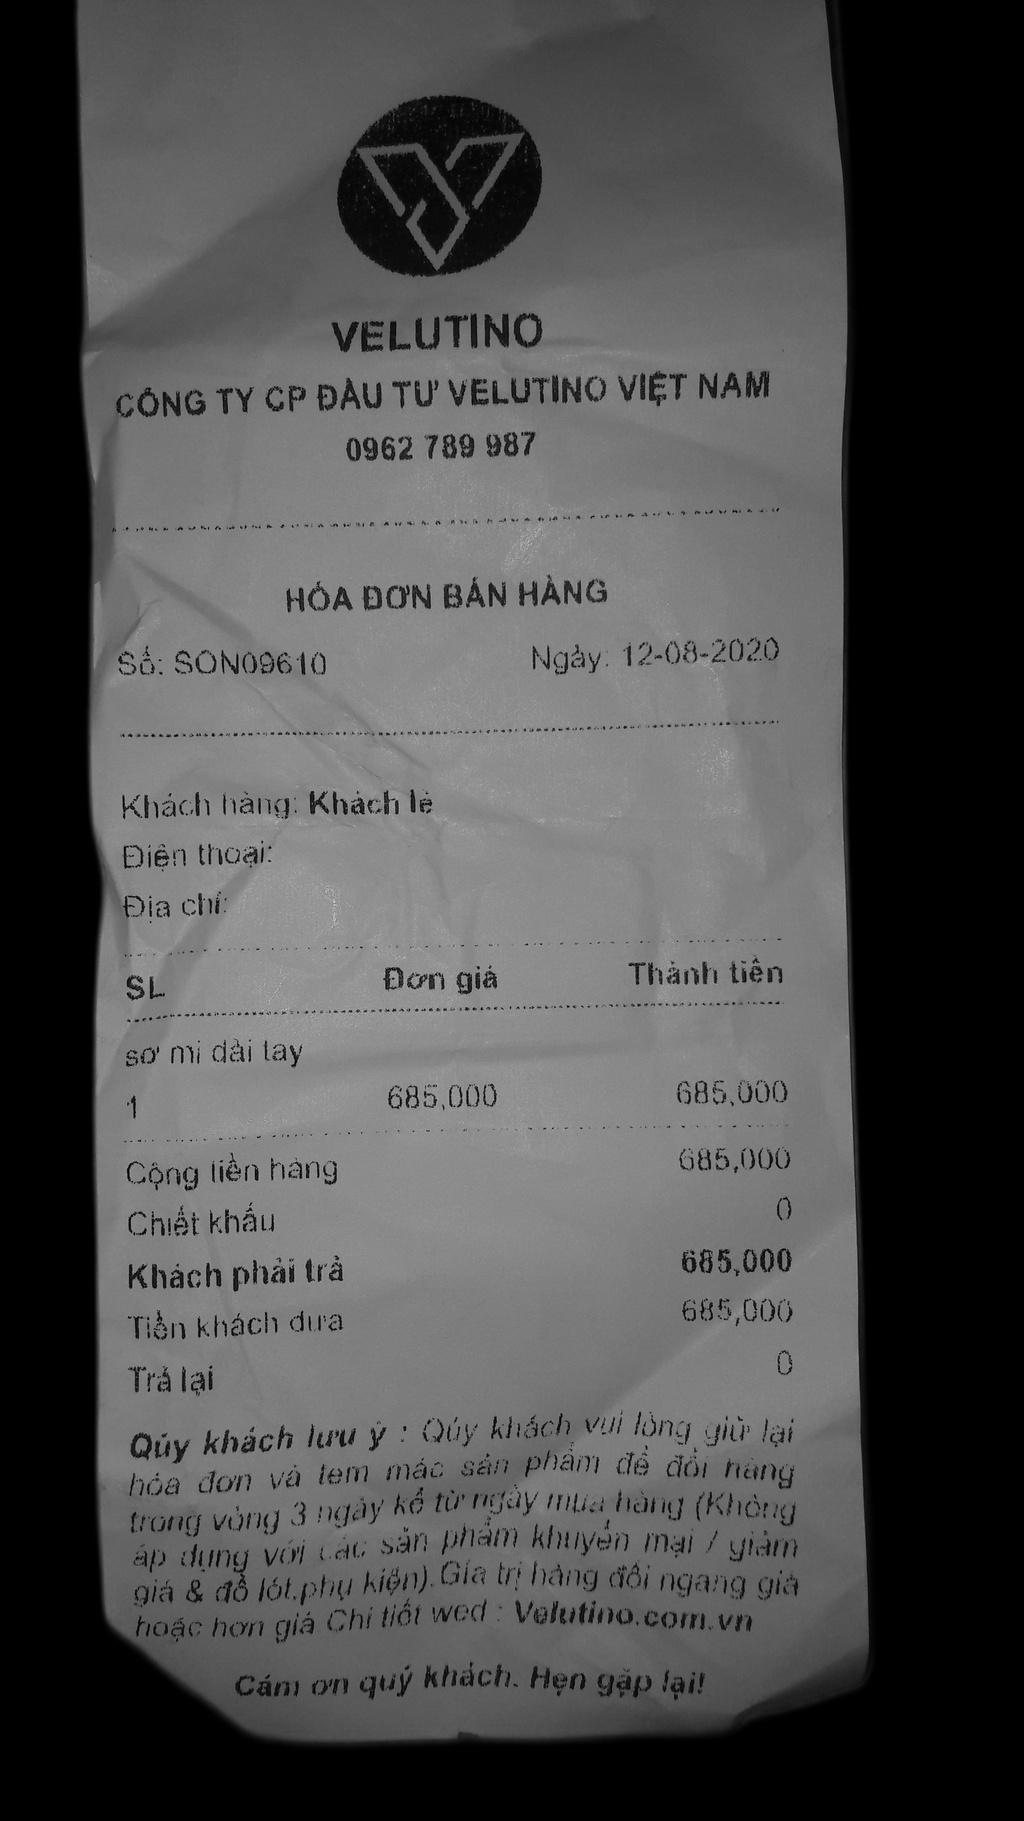 VELUTINO
CÔNG TY CP ĐẦU TƯ VELUTINO VIỆT NAM
0962 789 987
HÓA ĐƠN BÁN HÀNG
Số: SON09610 Ngày: 12-08-2020
Khách hàng: Khách lẻ
Điện thoại:
Địa chỉ:
SL Đơn giá Thành tiền
sơ mi dài tay
1 685,000 685,000
Cộng tiền hàng 685,000
Chiết khấu 0
Khách phải trả 685,000
Tiền khách đưa 685,000
Trả lại 0
Qúy khách lưu ý : Qúy khách vui lòng giữ lại
hóa đơn và tem mác sản phẩm để đổi hàng
trong vòng 3 ngày kể từ ngày mua hàng (Không
áp dụng với các sản phẩm khuyến mại / giảm
giá & đồ lót,phụ kiện).Gía trị hàng đổi ngang giá
hoặc hơn giá Chi tiết wed : Velutino.com.vn
Cám ơn quý khách. Hẹn gặp lại!